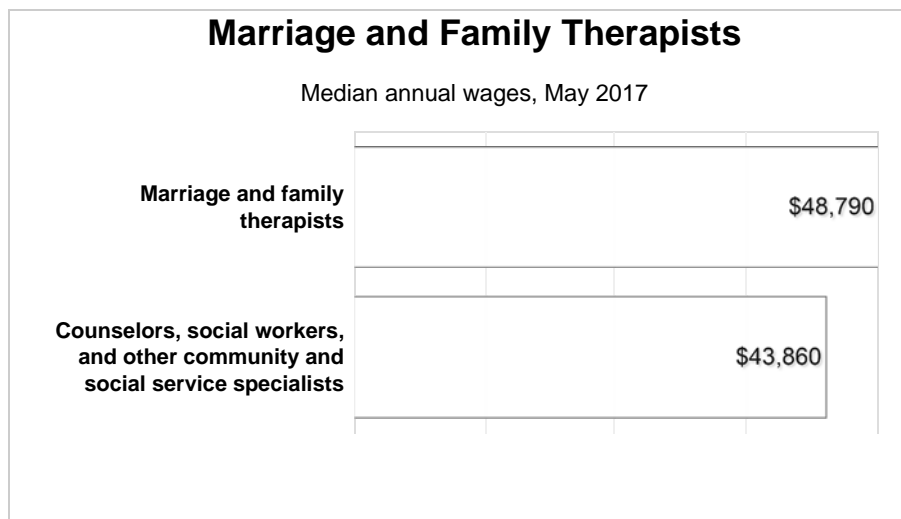 Marriage and Family Therapists
Median annual wages, May 2017
Marriage and family
therapists
$48,790
Counselors, social workers,
and other community and
social service specialists
$43,860